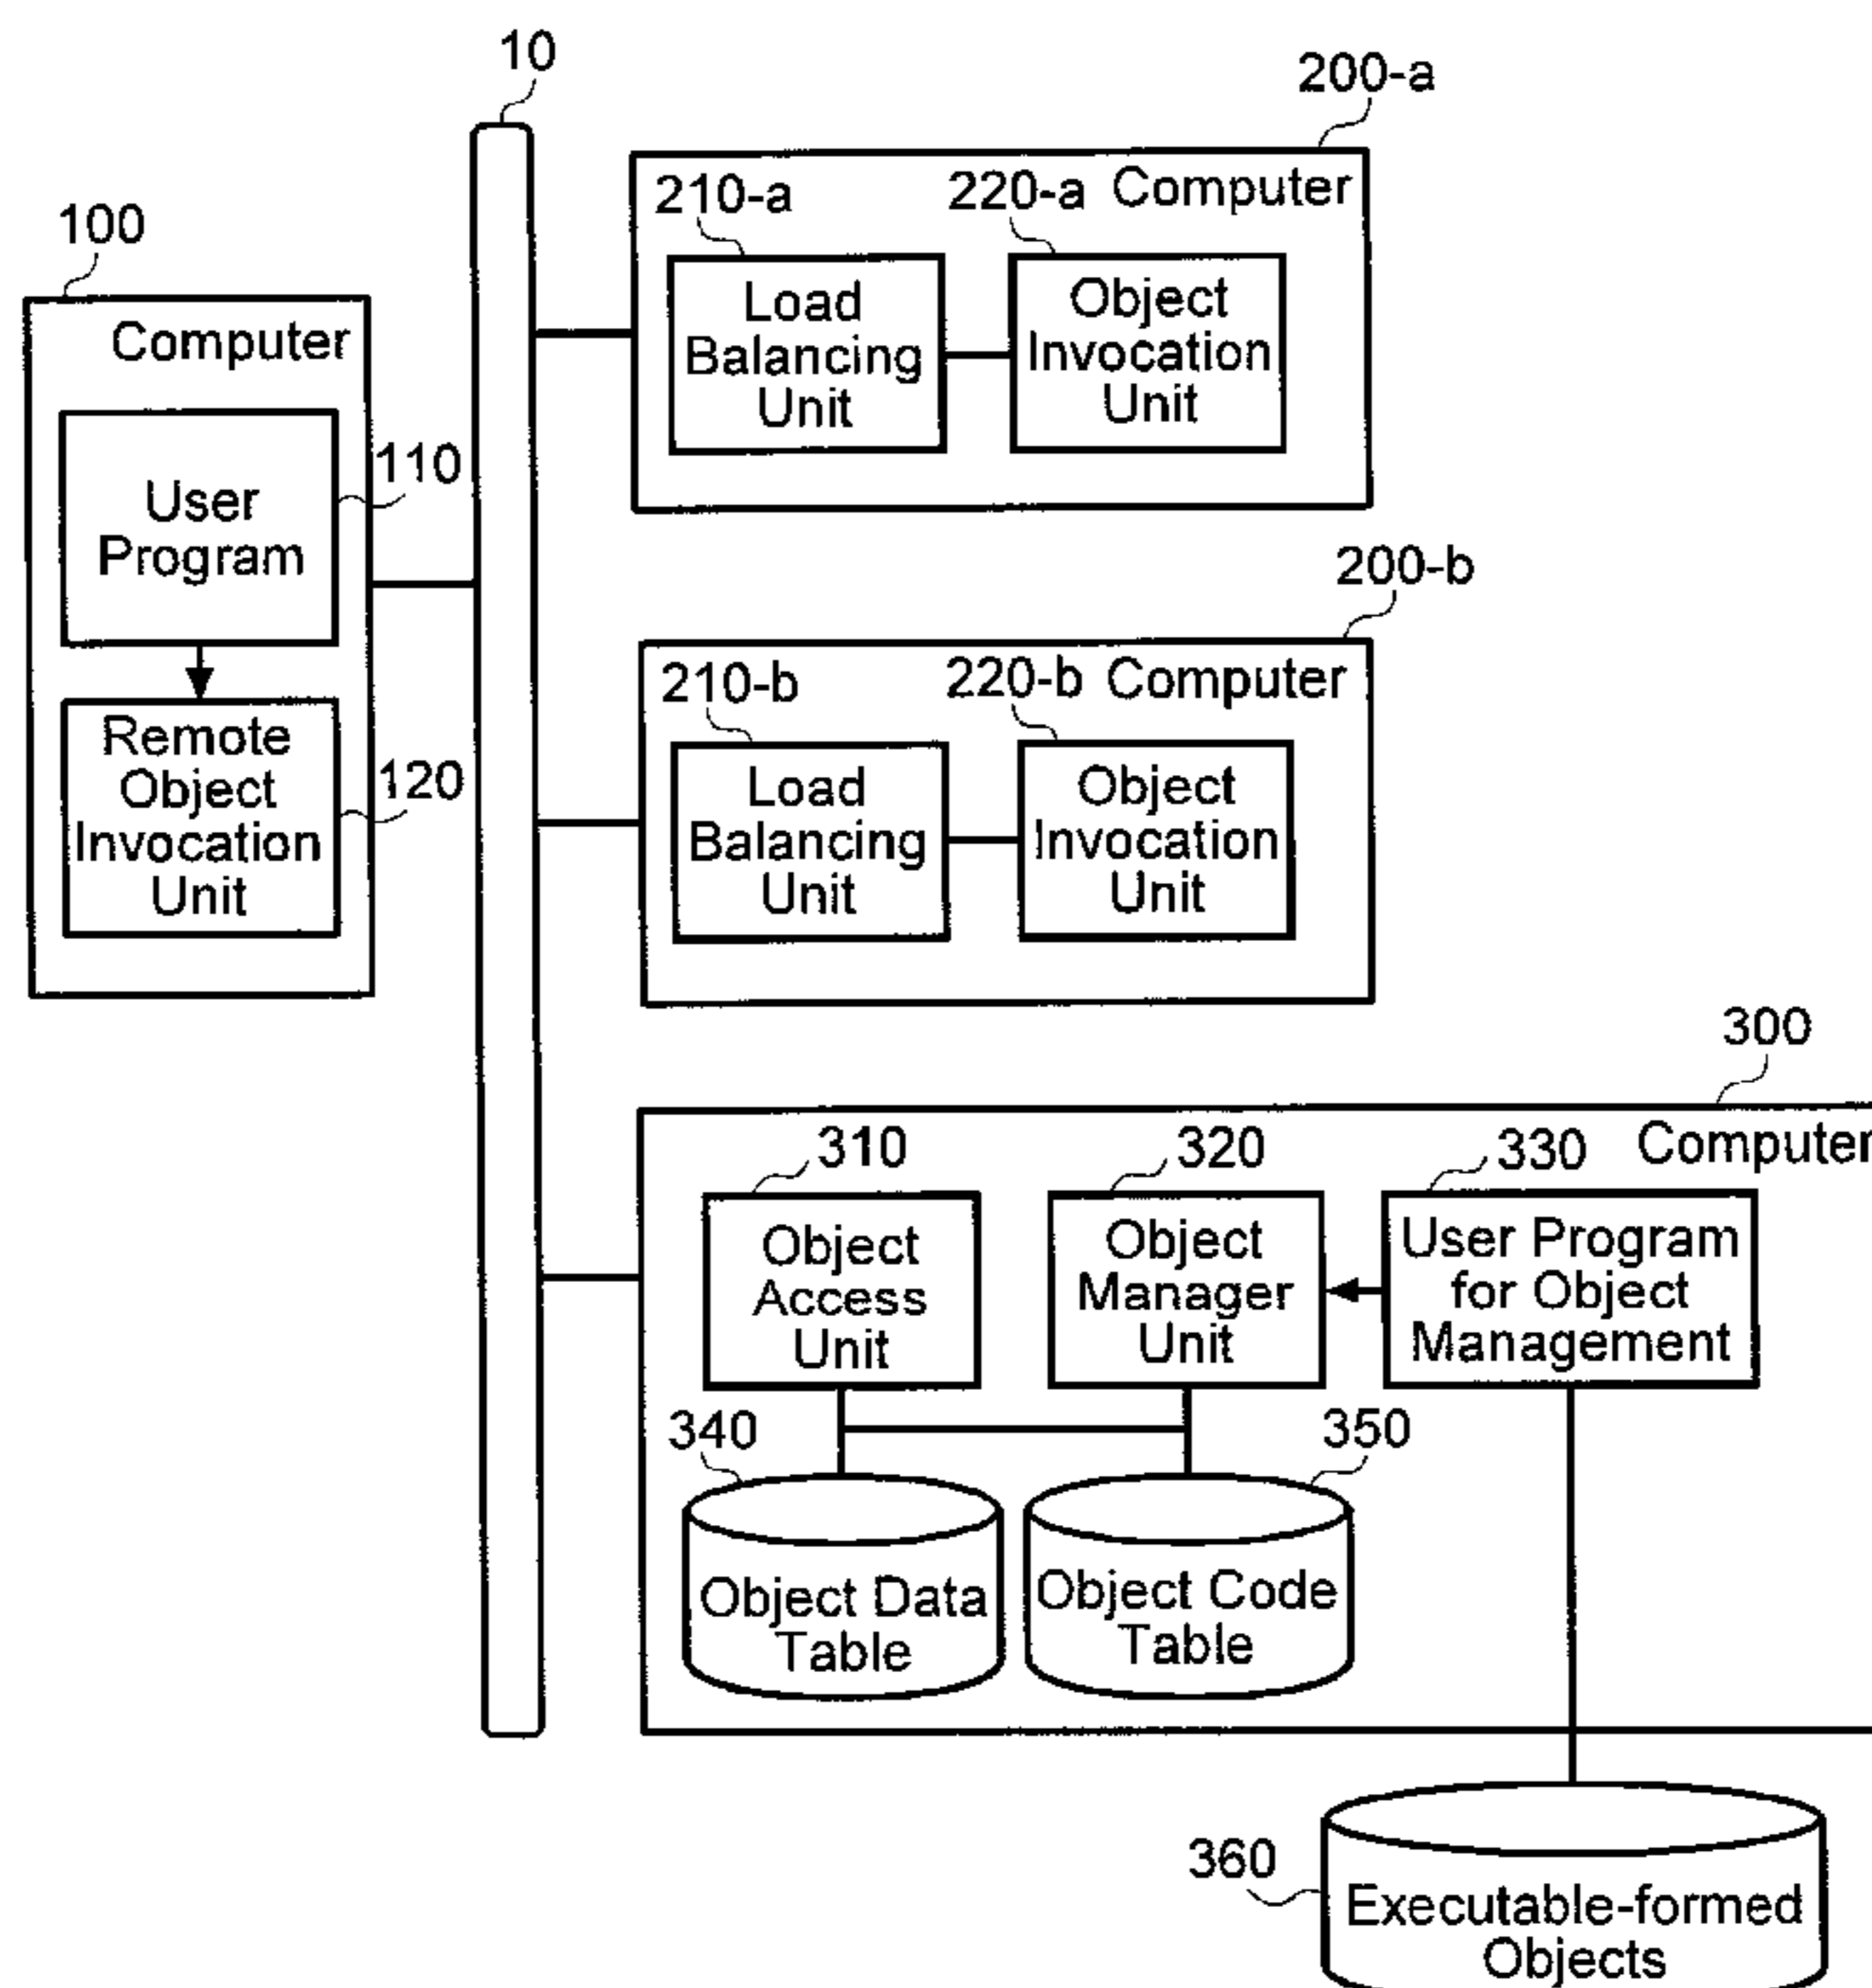 10
200-a
210-a
220-a Computer
100
Load
Balancing
Unit
Object
Invocation
Unit
Computer
User
Program
110
200-b
210-b
220-b Computer
Remote
Object
Invocation
Unit
120
Load
Balancing
Unit
Object
Invocation
Unit
300
310
320
330
Computer
Object
Access
Unit
Object
Manager
Unit
User Program
for Object
Management
340
350
Object Data
Table
Object Code
Table
360
Executable-formed
Objects